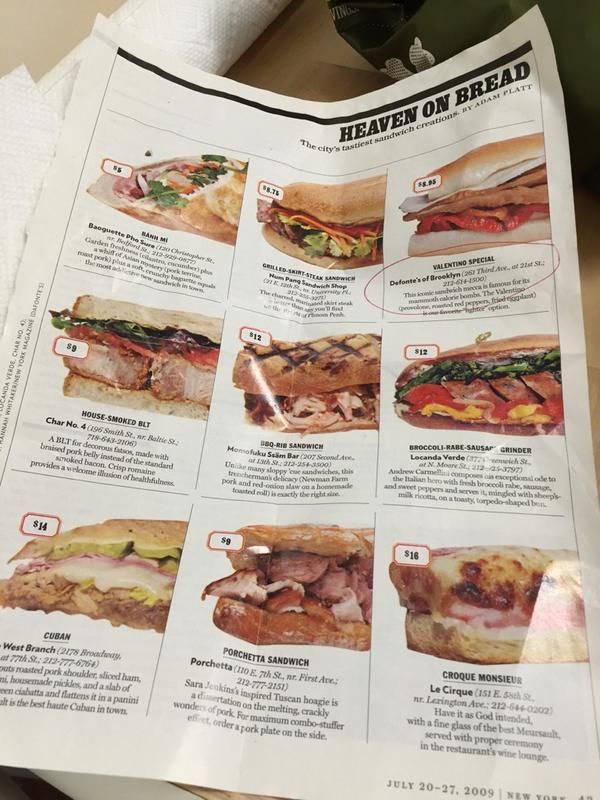 VINGS
HEAVEN ON BREAD
The city's tastiest sandwich creations. BY ADAM PLATT
$5
BÁNH MÌ
Baoguette Pho Sure (120 Christopher St.,
nr. Bedford St.; 212-929-0877)
Garden freshness (cilantro, cucumber) plus
a whiff of Asian mystery (pork terrine,
roast pork) plus a soft, crunchy baguette equals
the most addictive new sandwich in town.
$8.75
GRILLED-SKIRT-STEAK SANDWICH
Num Pang Sandwich Shop
(21 E. 12th St., nr. University Pl.;
212-255-3271)
The charred, marinated skirt steak
is better than any you'll find
Phnom Penh.
$8.95
VALENTINO SPECIAL
Defonte's of Brooklyn (261 Third Ave., at 21st St.;
212-614-1500)
This iconic sandwich mecca is famous for its
mammoth calorie bombs. The Valentino
(provolone, roasted red peppers, fried eggplant)
is our favorite "lighter" option.
$9
HOUSE-SMOKED BLT
Char No. 4 (196 Smith St., nr. Baltic St.;
718-643-2106)
A BLT for decorous fatsos, made with
braised pork belly instead of the standard
smoked bacon. Crisp romaine
provides a welcome illusion of healthfulness.
$12
BBQ-RIB SANDWICH
Momofuku Ssäm Bar (207 Second Ave.,
at 13th St.; 212-254-3500)
Unlike many sloppy 'cue sandwiches, this
trencherman's delicacy (Newman Farm
pork and red-onion slaw on a homemade
toasted roll) is exactly the right size.
$12
BROCCOLI-RABE-SAUSAGE GRINDER
Locanda Verde (377 Greenwich St.,
at N. Moore St.; 212-925-3797)
Andrew Carmellini composes his exceptional ode to
the Italian hero with fresh broccoli rabe, sausage,
and sweet peppers and serves it, mingled with sheep's-
milk ricotta, on a toasty, torpedo-shaped bun.
$14
CUBAN
West Branch (2178 Broadway,
at 77th St.; 212-777-6764)
outs roasted pork shoulder, sliced ham,
ni, housemade pickles, and a slab of
een ciabatta and flattens it in a panini
ult is the best haute Cuban in town.
$9
PORCHETTA SANDWICH
Porchetta (110 E. 7th St., nr. First Ave.;
212-777-2151)
Sara Jenkins's inspired Tuscan hoagie is
a dissertation on the melting, crackly
wonders of pork. For maximum combo-stuffer
effect, order a pork plate on the side.
$16
CROQUE MONSIEUR
Le Cirque (151 E. 58th St.,
nr. Lexington Ave.; 212-644-0202)
Have it as God intended,
with a fine glass of the best Meursault,
served with proper ceremony
in the restaurant's wine lounge.
LOCANDA VERDE, CHAR NO. 4);
HANNAH WHITAKER/NEW YORK MAGAZINE (DAFONTE'S)
JULY 20-27, 2009 | NEW YORK